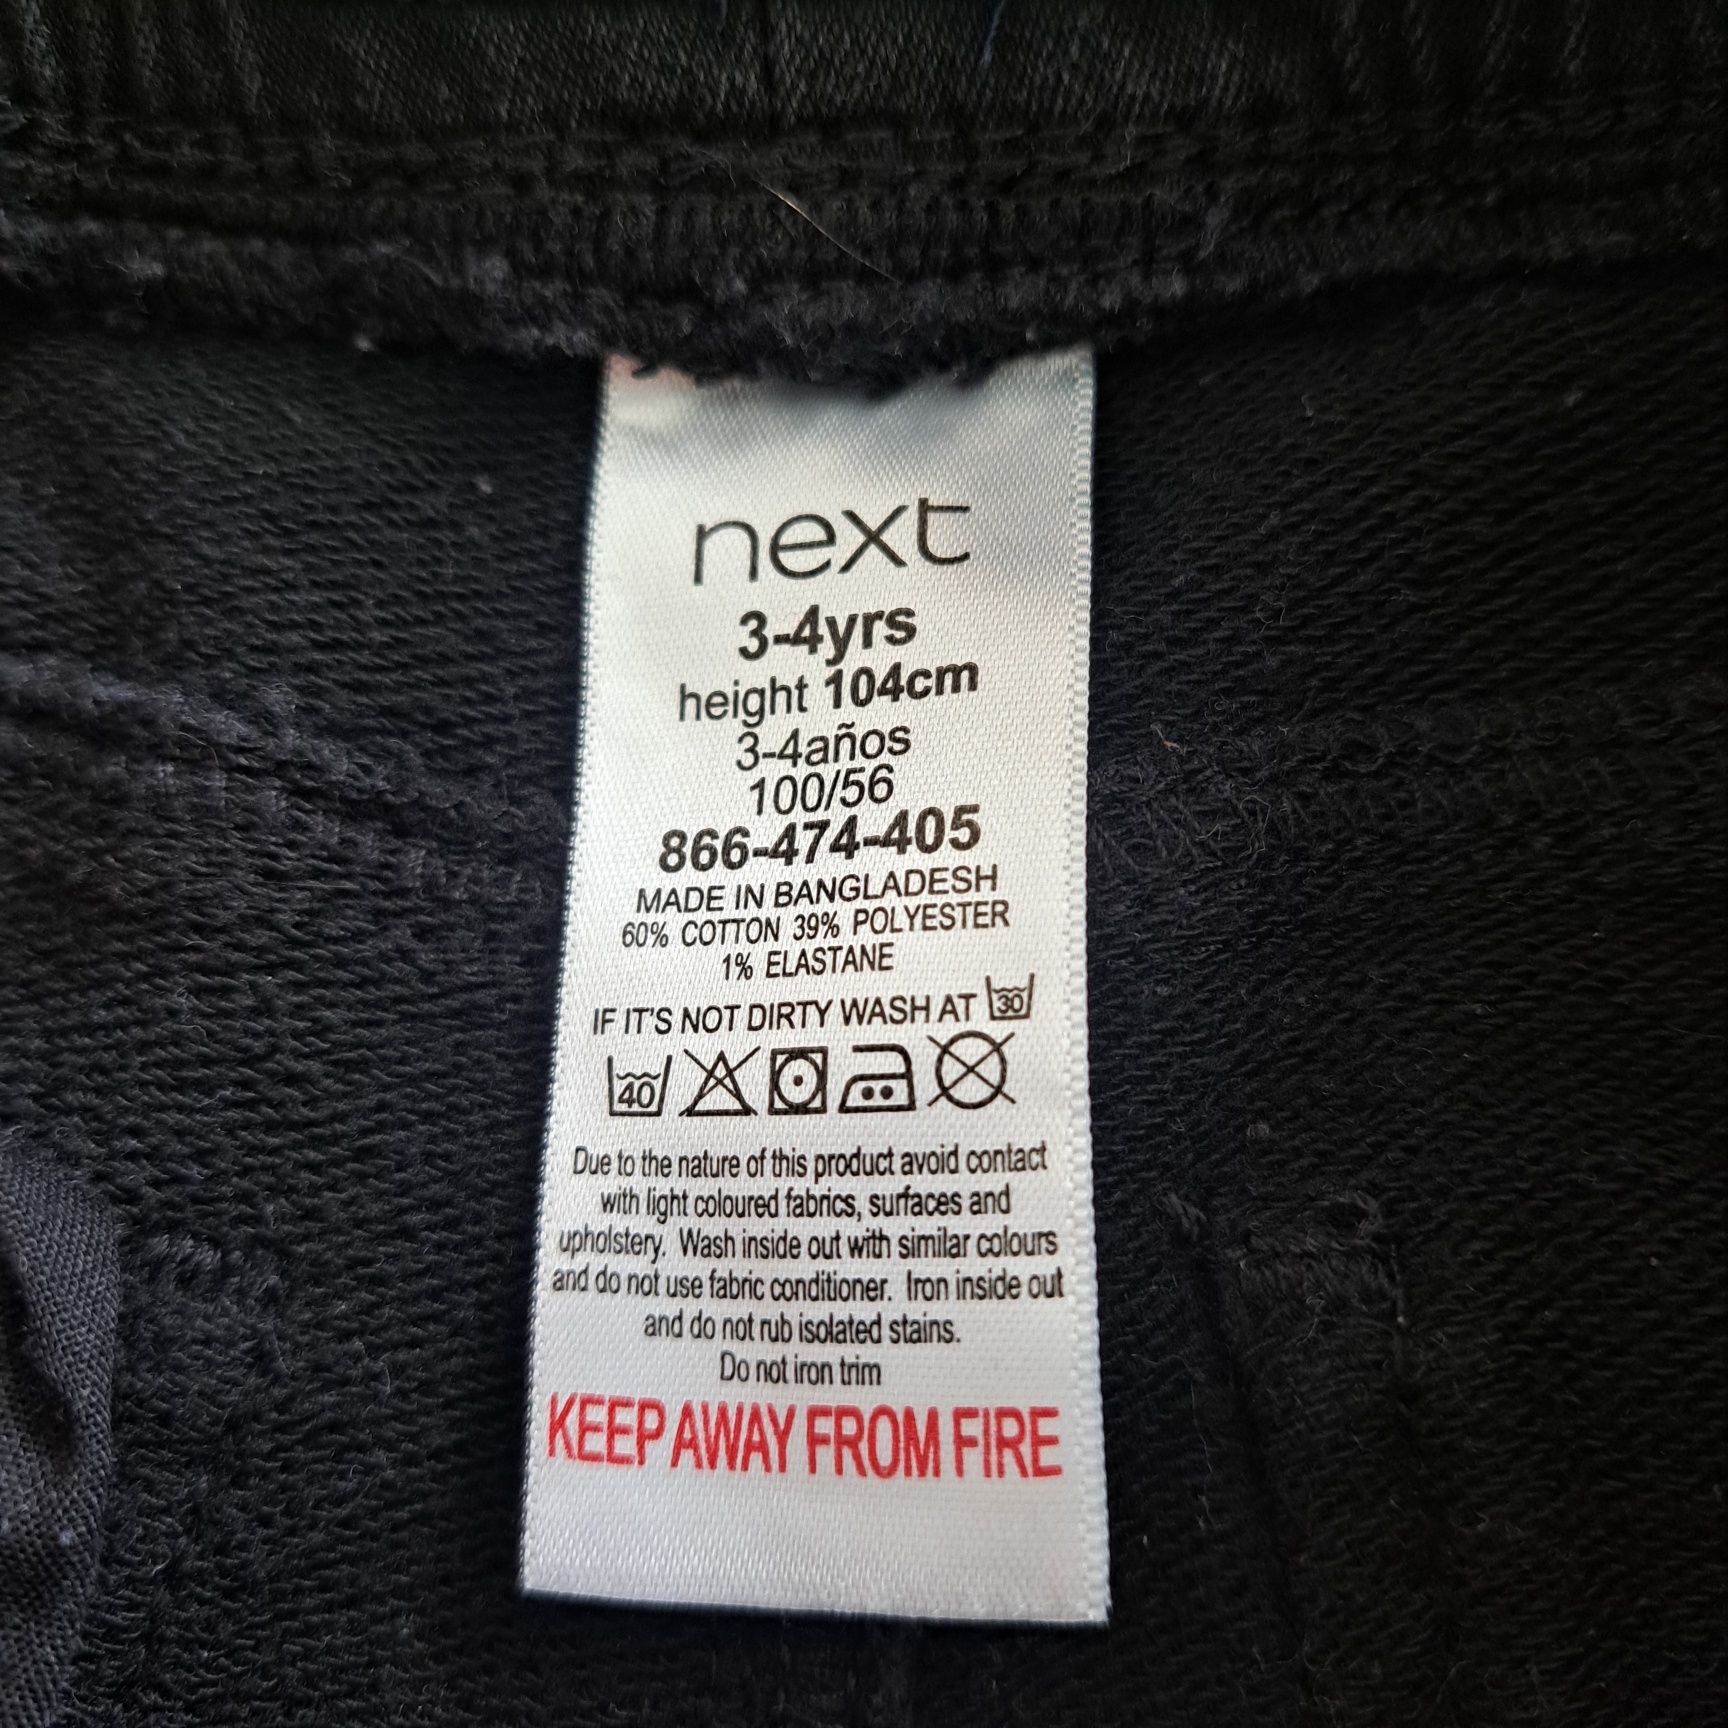 next
3-4yrs
height 104cm
3-4años
100/56
866-474-405
MADE IN BANGLADESH
60% COTTON 39% POLYESTER
1% ELASTANE
IF IT'S NOT DIRTY WASH AT 30
40
Due to the nature of this product avoid contact
with light coloured fabrics, surfaces and
upholstery. Wash inside out with similar colours
and do not use fabric conditioner. Iron inside out
and do not rub isolated stains.
Do not iron trim
KEEP AWAY FROM FIRE